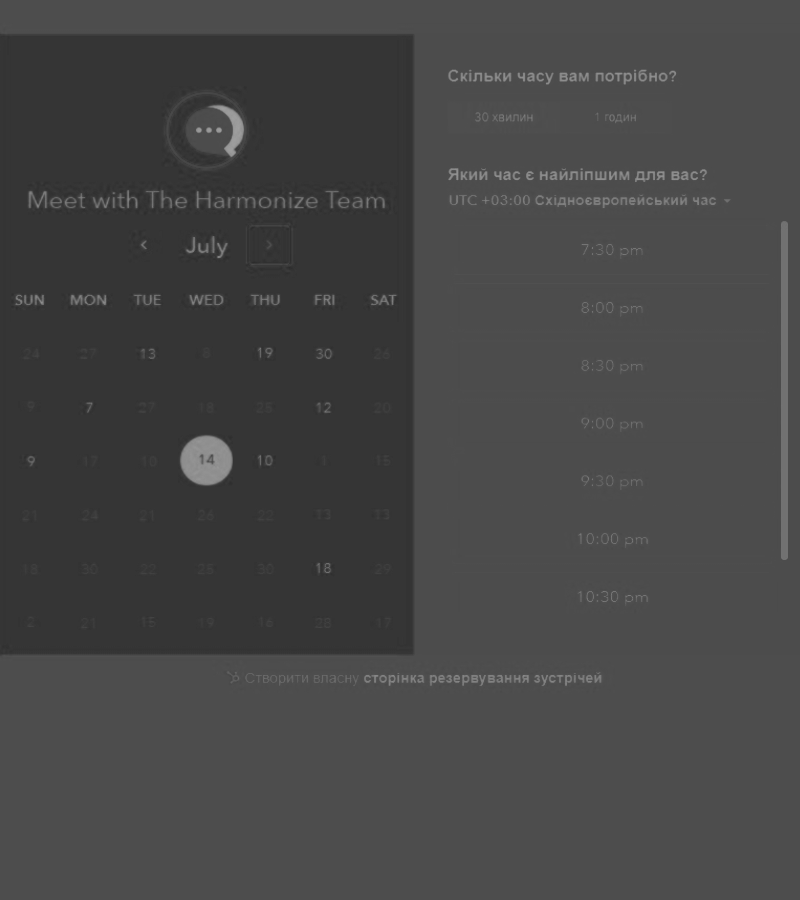 Meet with The Harmonize Team
July
SUN MON TUE WED THU FRI SAT
24 27 13 8 19 30 26
9 7 27 18 25 12 20
9 17 10 14 10 15
21 24 21 26 22 13 13
18 30 22 25 30 18 29
2 21 15 19 16 28 17
Скільки часу вам потрібно?
30 хвилин 1 годин
Який час є найліпшим для вас?
UTC +03:00 Східноєвропейський час
7:30 pm
8:00 pm
8:30 pm
9:00 pm
9:30 pm
10:00 pm
10:30 pm
Створити власну сторінка резервування зустрічей